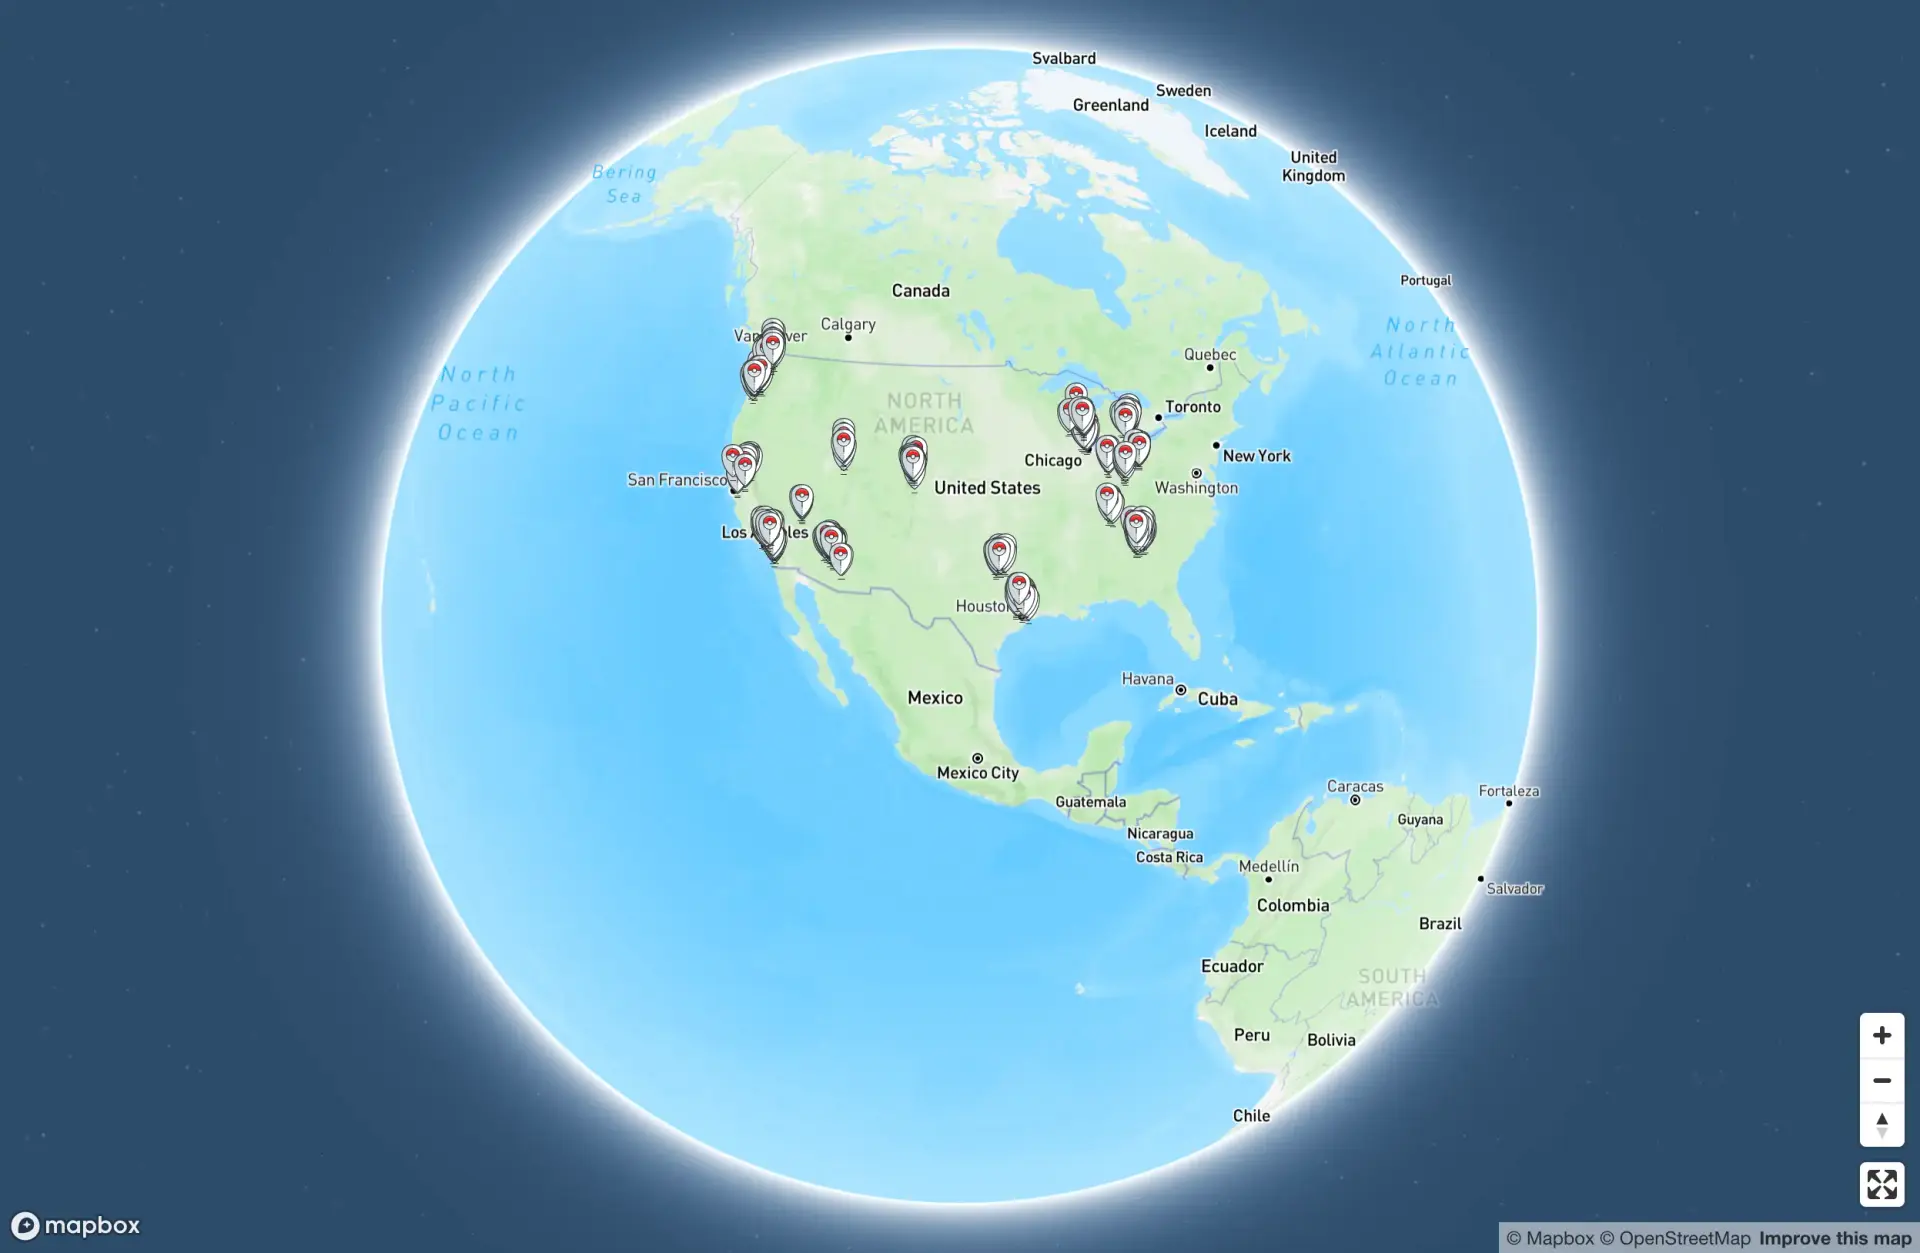 Svalbard
Sweden
Greenland
Iceland
United
Kingdom
Bering
Sea
Portugal
Canada
Calgary
North
Atlantic
Ocean
Quebec
North
Pacific
Ocean
NORTH
AMERICA
Toronto
Chicago
New York
San Francisco
United States
Washington
Los
les
Mexico
Havana
Cuba
Mexico City
Guatemala
Caracas
Fortaleza
Guyana
Nicaragua
Costa Rica
Medellín
Salvador
Colombia
Brazil
Ecuador
SOUTH
AMERICA
Peru
Bolivia
Chile
mapbox
© Mapbox © OpenStreetMap Improve this map